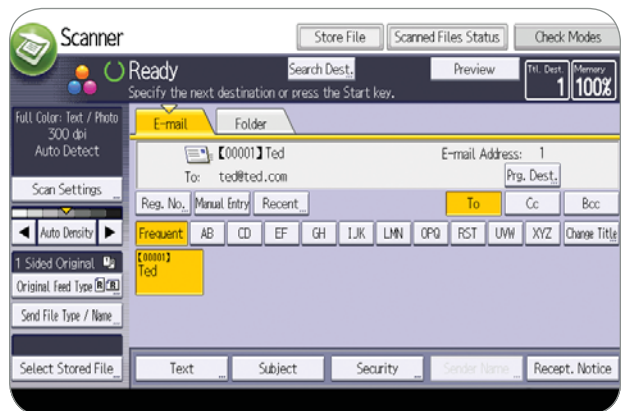 Scanner
Store File
Scanned Files Status
Check Modes
Ready
Search Dest.
Preview
Ttl. Dest. 1
Memory 100%
Specify the next destination or press the Start key.
Full Color: Text / Photo
300 dpi
Auto Detect
Scan Settings
Auto Density
1 Sided Original
Original Feed Type
Send File Type / Name
Select Stored File
E-mail
Folder
【00001】Ted
E-mail Address: 1
To: ted@ted.com
Prg. Dest.
Reg. No.
Manual Entry
Recent
To
Cc
Bcc
Frequent
AB
CD
EF
GH
IJK
LMN
OPQ
RST
UVW
XYZ
Change Title
【00001】
Ted
Text
Subject
Security
Sender Name
Recept. Notice